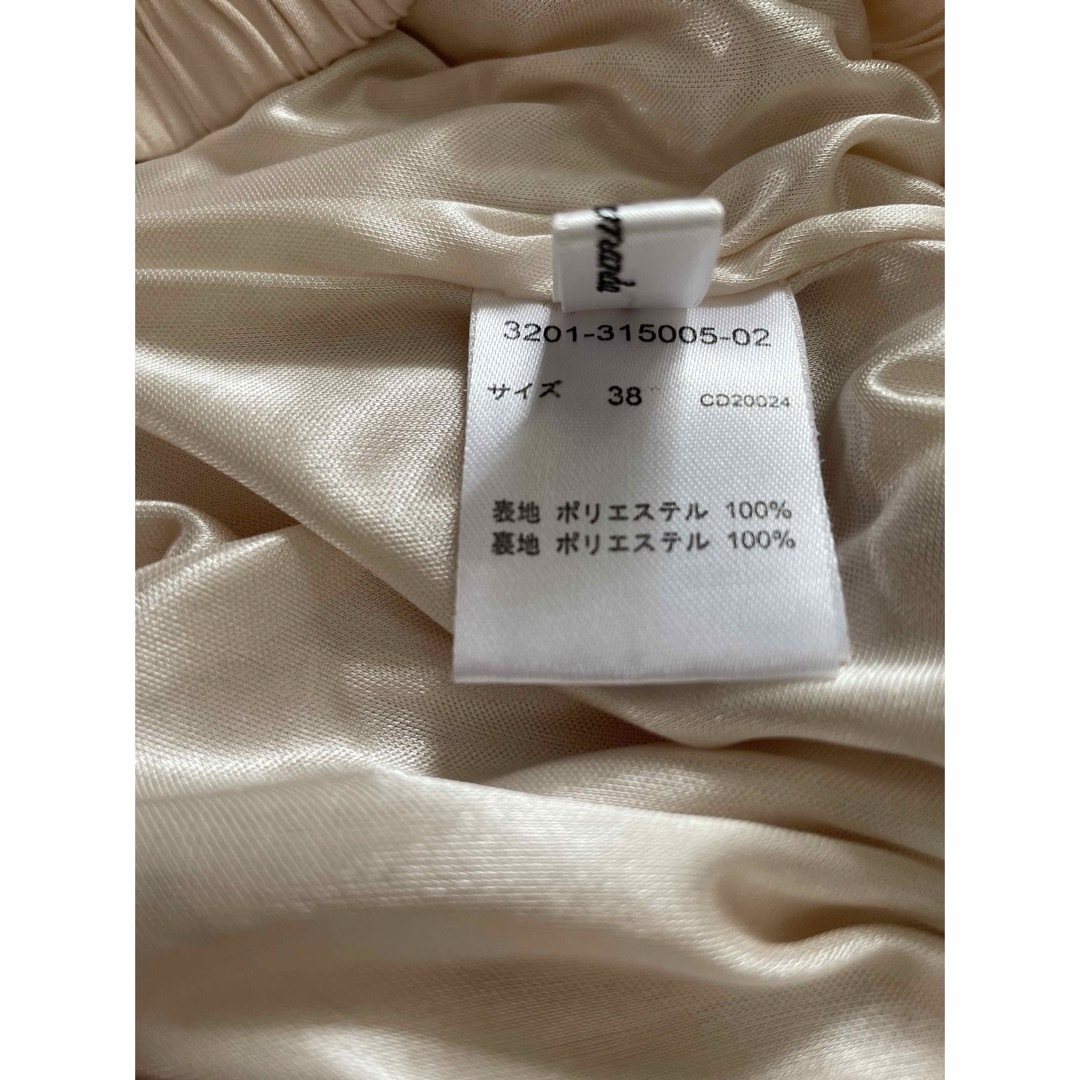 3201-315005-02
サイズ 38 CD20024
表地 ポリエステル 100%
裏地 ポリエステル 100%